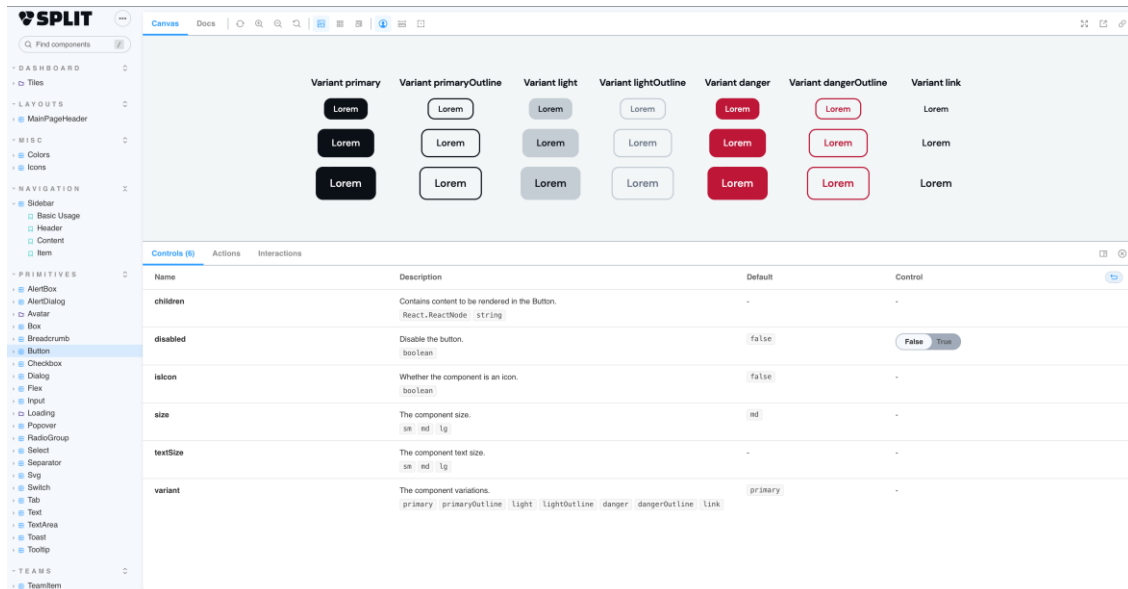 SPLIT
Find components /
DASHBOARD
Tiles
LAYOUTS
MainPageHeader
MISC
Colors
Icons
NAVIGATION
Sidebar
Basic Usage
Header
Content
Item
PRIMITIVES
AlertBox
AlertDialog
Avatar
Box
Breadcrumb
Button
Checkbox
Dialog
Flex
Input
Loading
Popover
RadioGroup
Select
Separator
Svg
Switch
Tab
Text
TextArea
Toast
Tooltip
TEAMS
TeamItem
Canvas Docs
Variant primary Variant primaryOutline Variant light Variant lightOutline Variant danger Variant dangerOutline Variant link
Lorem Lorem Lorem Lorem Lorem Lorem Lorem
Lorem Lorem Lorem Lorem Lorem Lorem Lorem
Lorem Lorem Lorem Lorem Lorem Lorem Lorem
Controls (6) Actions Interactions
Name Description Default Control
children Contains content to be rendered in the Button. - -
React.ReactNode string
disabled Disable the button. false False True
boolean
isIcon Whether the component is an icon. false -
boolean
size The component size. md -
sm md lg
textSize The component text size. - -
sm md lg
variant The component variations. primary -
primary primaryOutline light lightOutline danger dangerOutline link